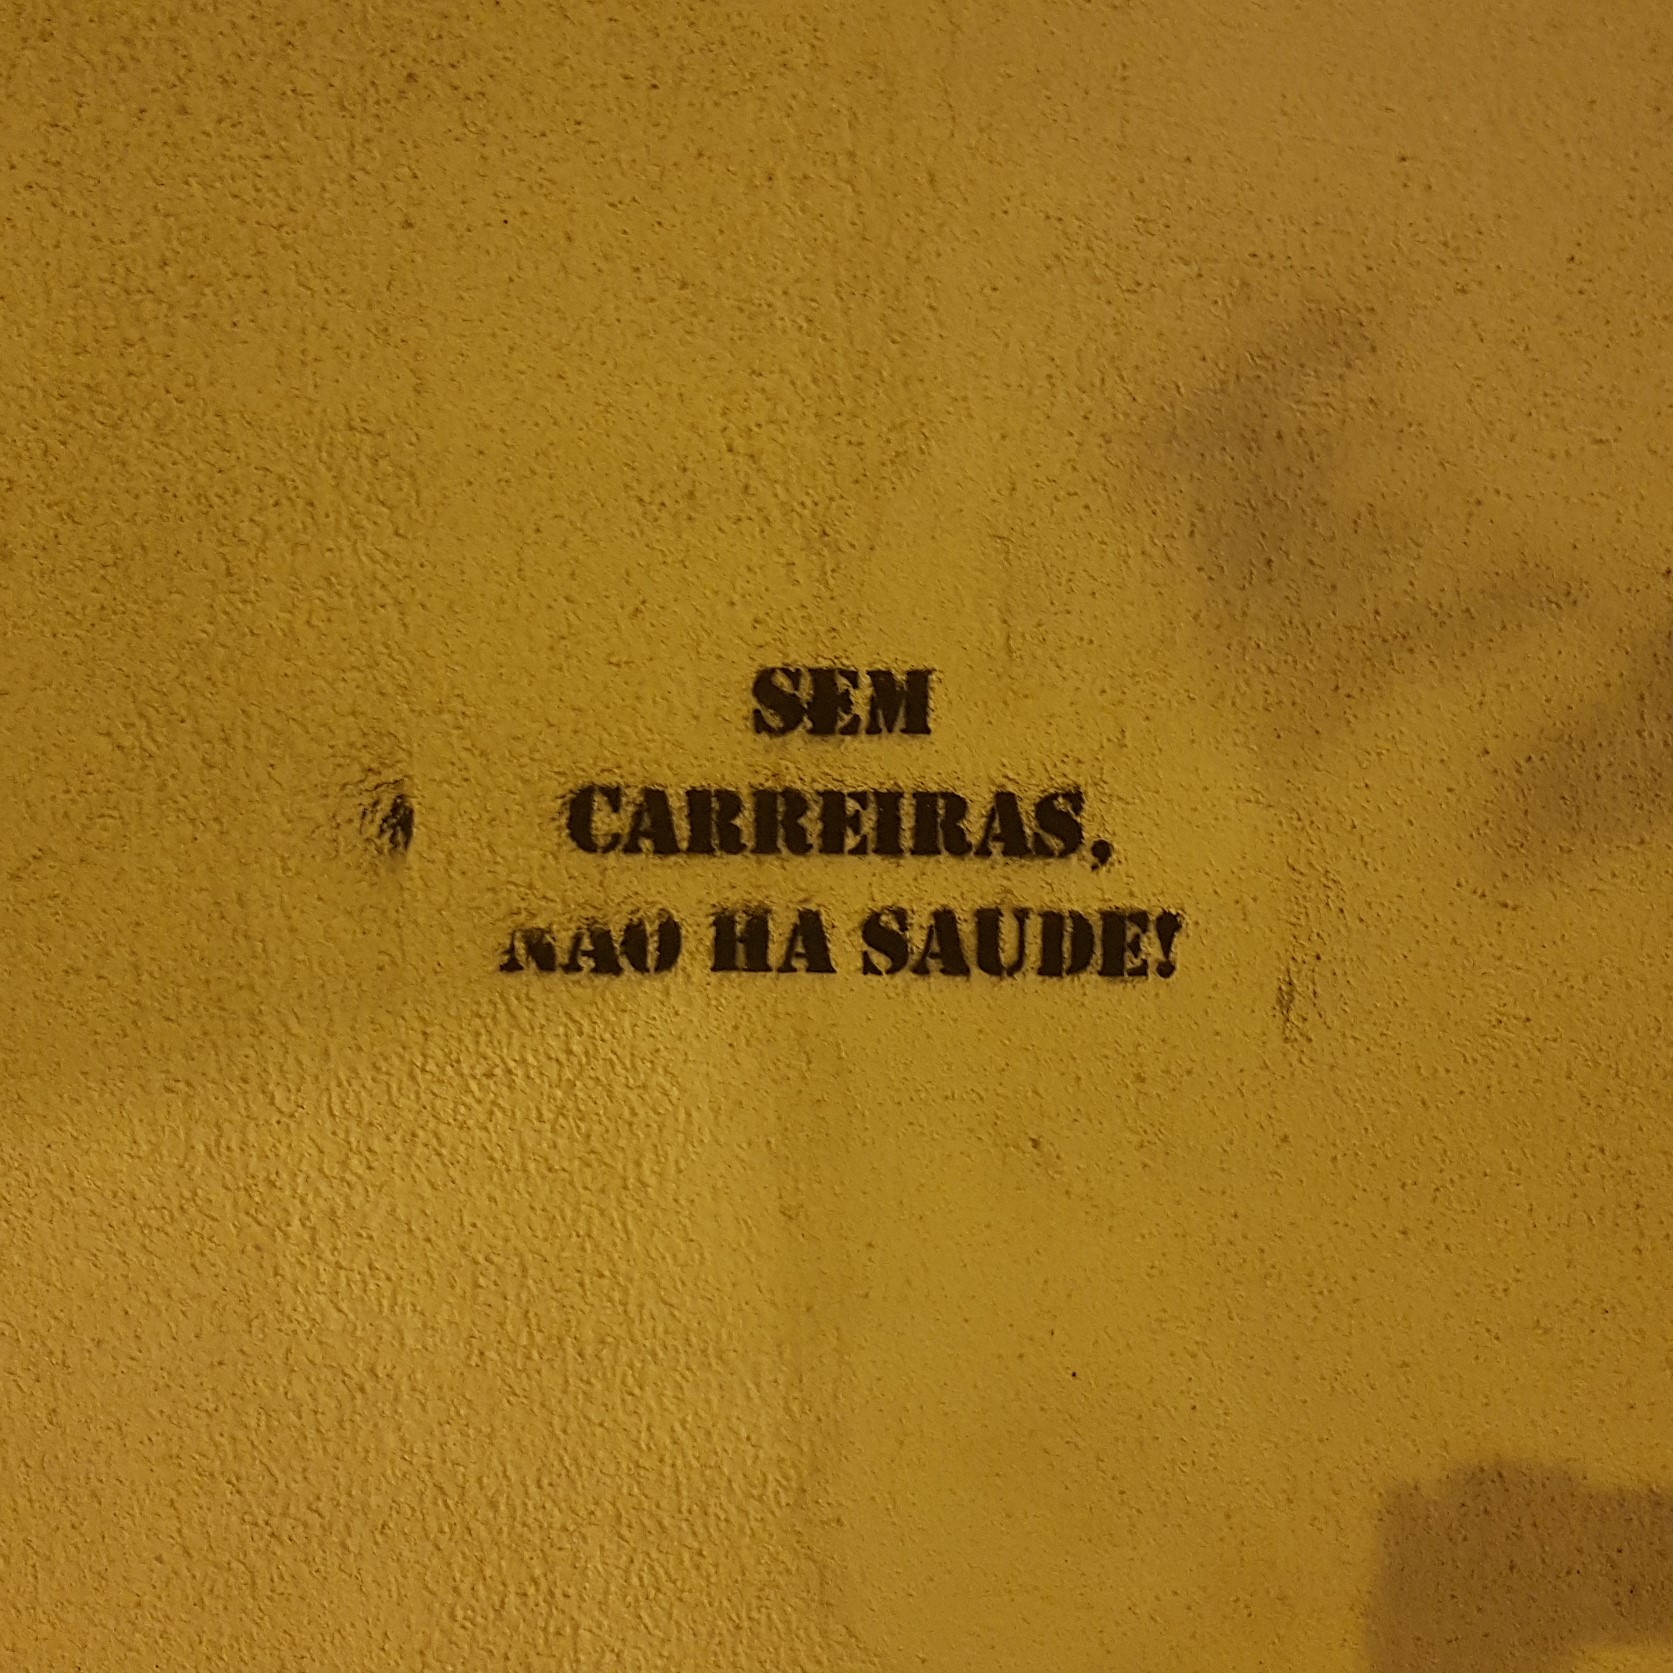 SEM
CARREIRAS,
NAO HA SAUDE!